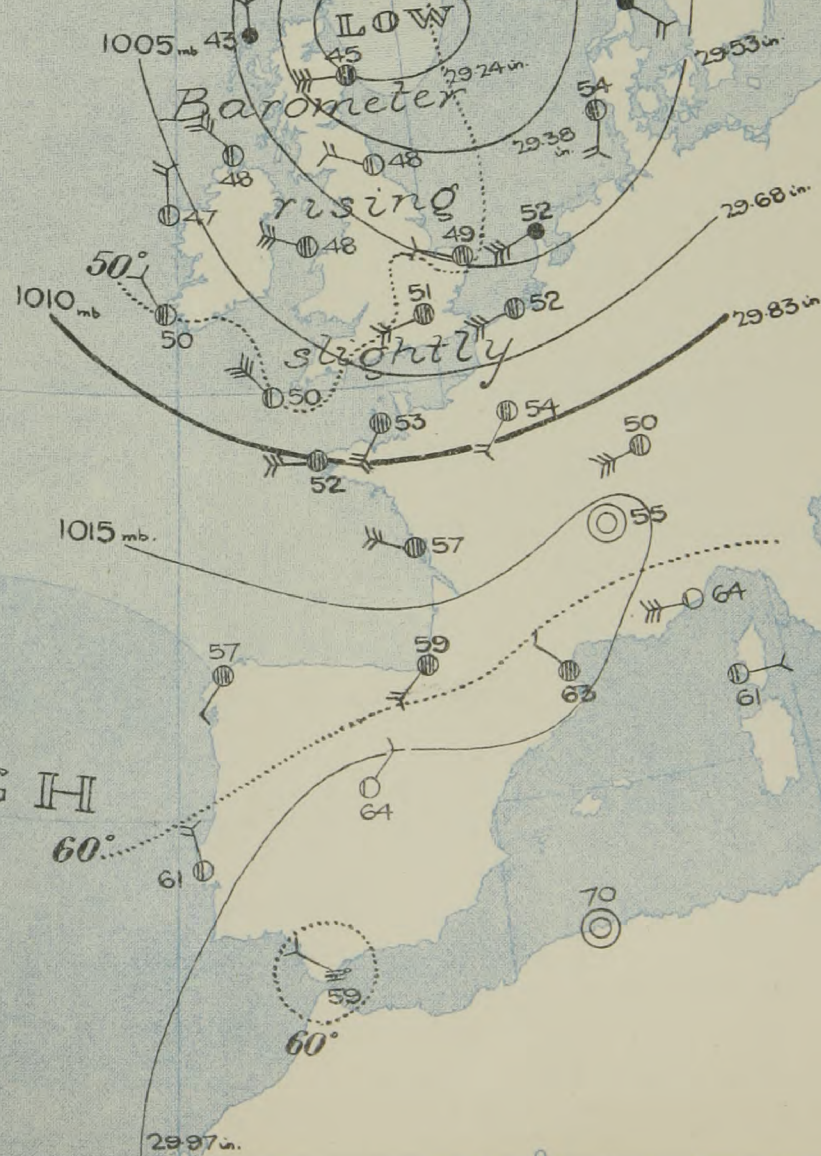 LOW
1005 mb
43
45
29.24 in.
29.53 in.
Barometer
54
29.38 in.
48
48
rising
47
29.68 in.
48
49
52
50°
1010 mb
50
51
52
29.83 in.
slightly
50
53
54
50
52
55
1015 mb.
57
64
57
59
63
61
H
64
60°
61
70
59
60°
29.97 in.